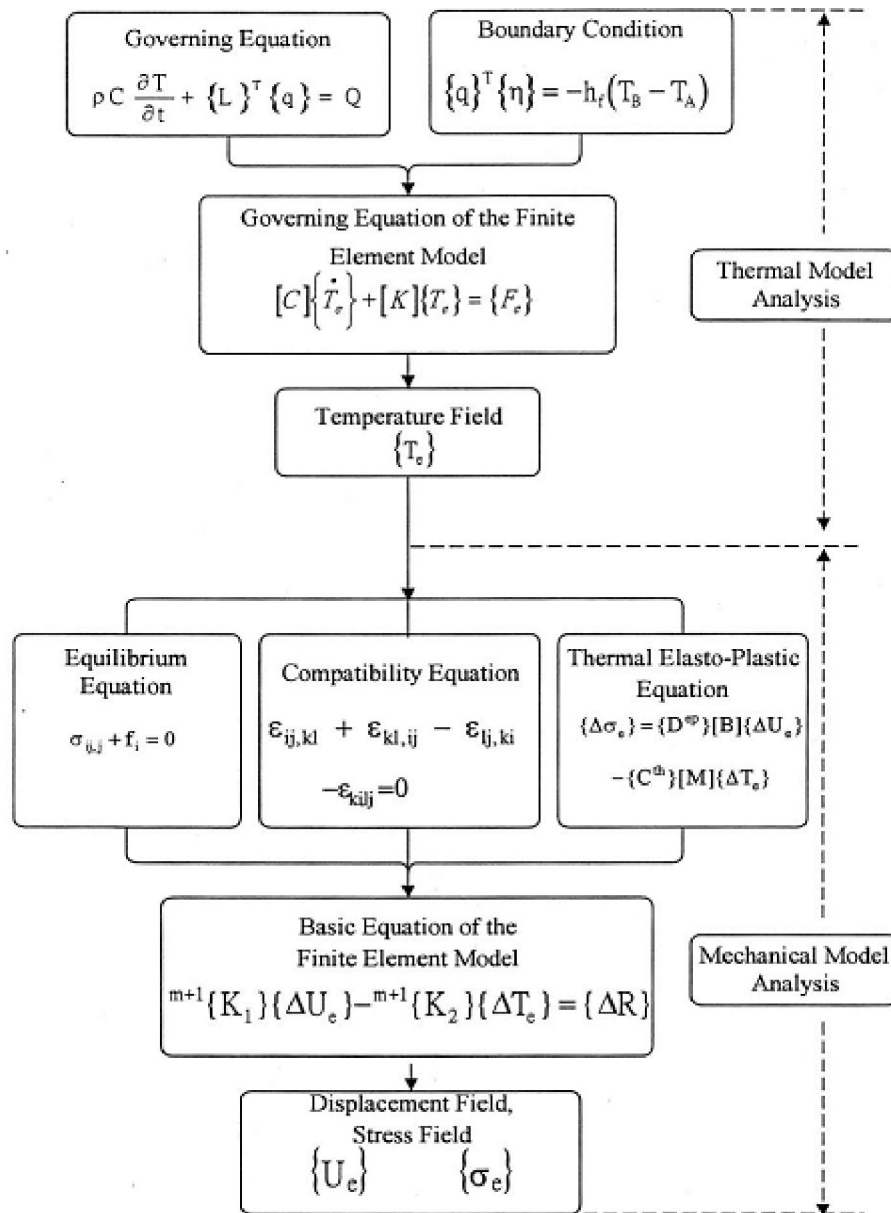 Governing Equation
ρC ∂T/∂t + {L}ᵀ{q} = Q
Boundary Condition
{q}ᵀ{η} = −h_f(T_B − T_A)
Governing Equation of the Finite
Element Model
[C]{Ṫ_e} + [K]{T_e} = {F_e}
Thermal Model
Analysis
Temperature Field
{T_e}
Equilibrium
Equation
σ_ij,j + f_i = 0
Compatibility Equation
ε_ij,kl + ε_kl,ij − ε_lj,ki
−ε_kilj=0
Thermal Elasto-Plastic
Equation
{Δσ_e} = {D^ep}[B]{ΔU_e}
−{C^th}[M]{ΔT_e}
Basic Equation of the
Finite Element Model
^m+1{K_1}{ΔU_e}−^m+1{K_2}{ΔT_e} = {ΔR}
Mechanical Model
Analysis
Displacement Field,
Stress Field
{U_e} {σ_e}